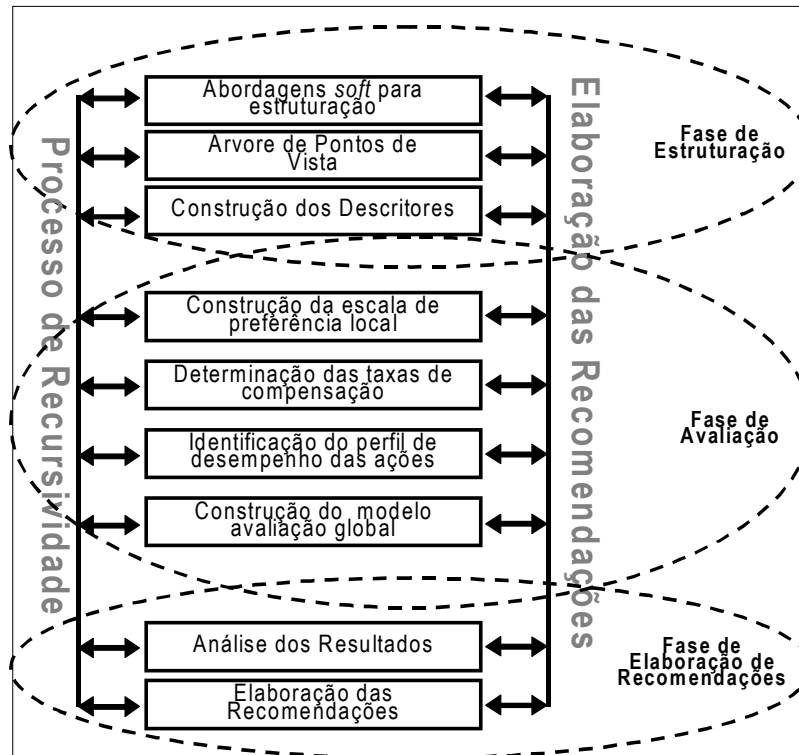 Abordagens soft para
estruturação
Arvore de Pontos de
Vista
Construção dos Descritores
Fase de
Estruturação
Construção da escala de
preferência local
Determinação das taxas de
compensação
Identificação do perfil de
desempenho das ações
Construção do modelo
avaliação global
Fase de
Avaliação
Análise dos Resultados
Elaboração das
Recomendações
Fase de
Elaboração de
Recomendações
Processo de Recursividade
Elaboração das Recomendações